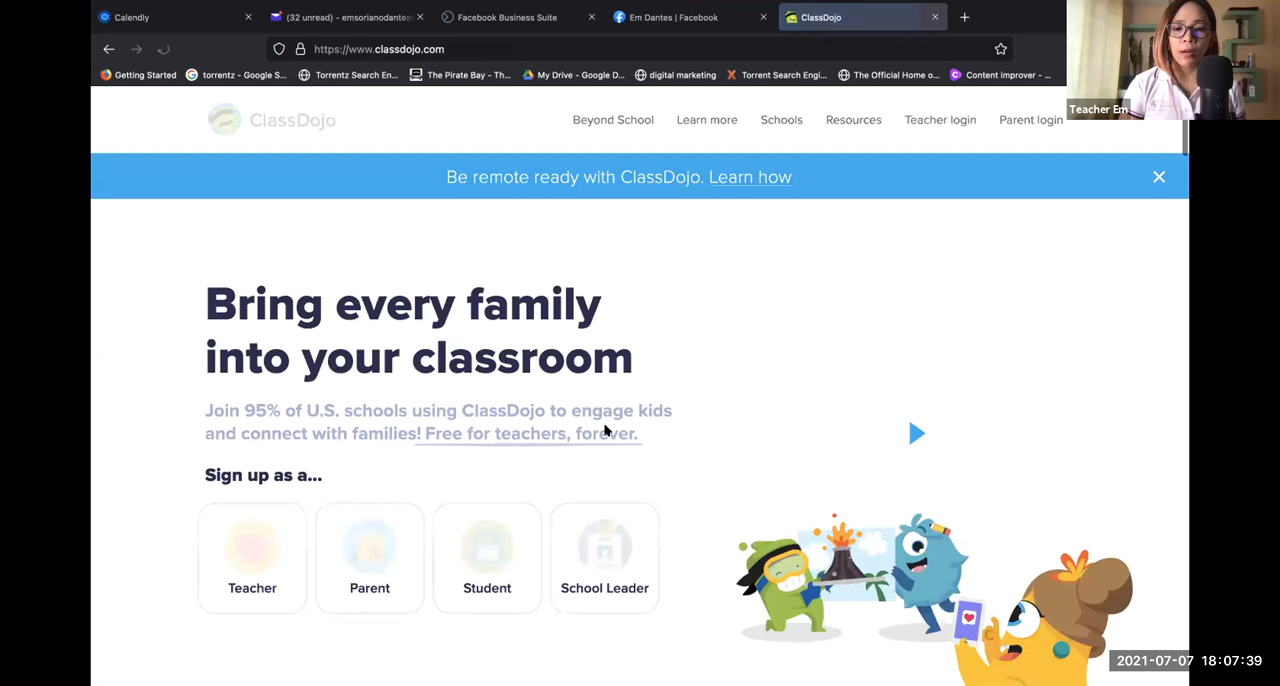 Calendly
(32 unread) - emsorianodantes
Facebook Business Suite
Em Dantes | Facebook
ClassDojo
https://www.classdojo.com
Getting Started
torrentz - Google S...
Torrentz Search En...
The Pirate Bay - Th...
My Drive - Google D...
digital marketing
Torrent Search Engi...
The Official Home o...
Content improver - ...
Teacher Em
ClassDojo
Beyond School
Learn more
Schools
Resources
Teacher login
Parent login
Be remote ready with ClassDojo. Learn how
Bring every family
into your classroom
Join 95% of U.S. schools using ClassDojo to engage kids
and connect with families! Free for teachers, forever.
Sign up as a...
Teacher
Parent
Student
School Leader
2021-07-07 18:07:39